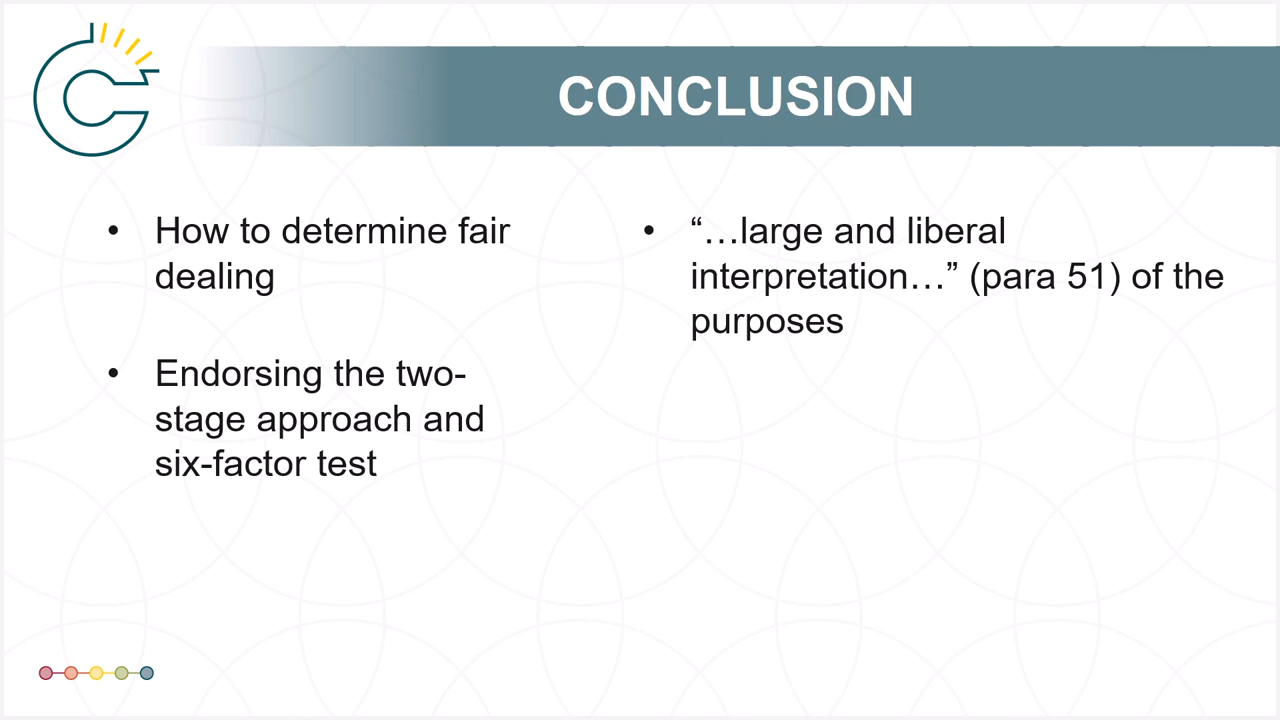 CONCLUSION
• How to determine fair
dealing
• Endorsing the two-
stage approach and
six-factor test
• “…large and liberal
interpretation…” (para 51) of the
purposes